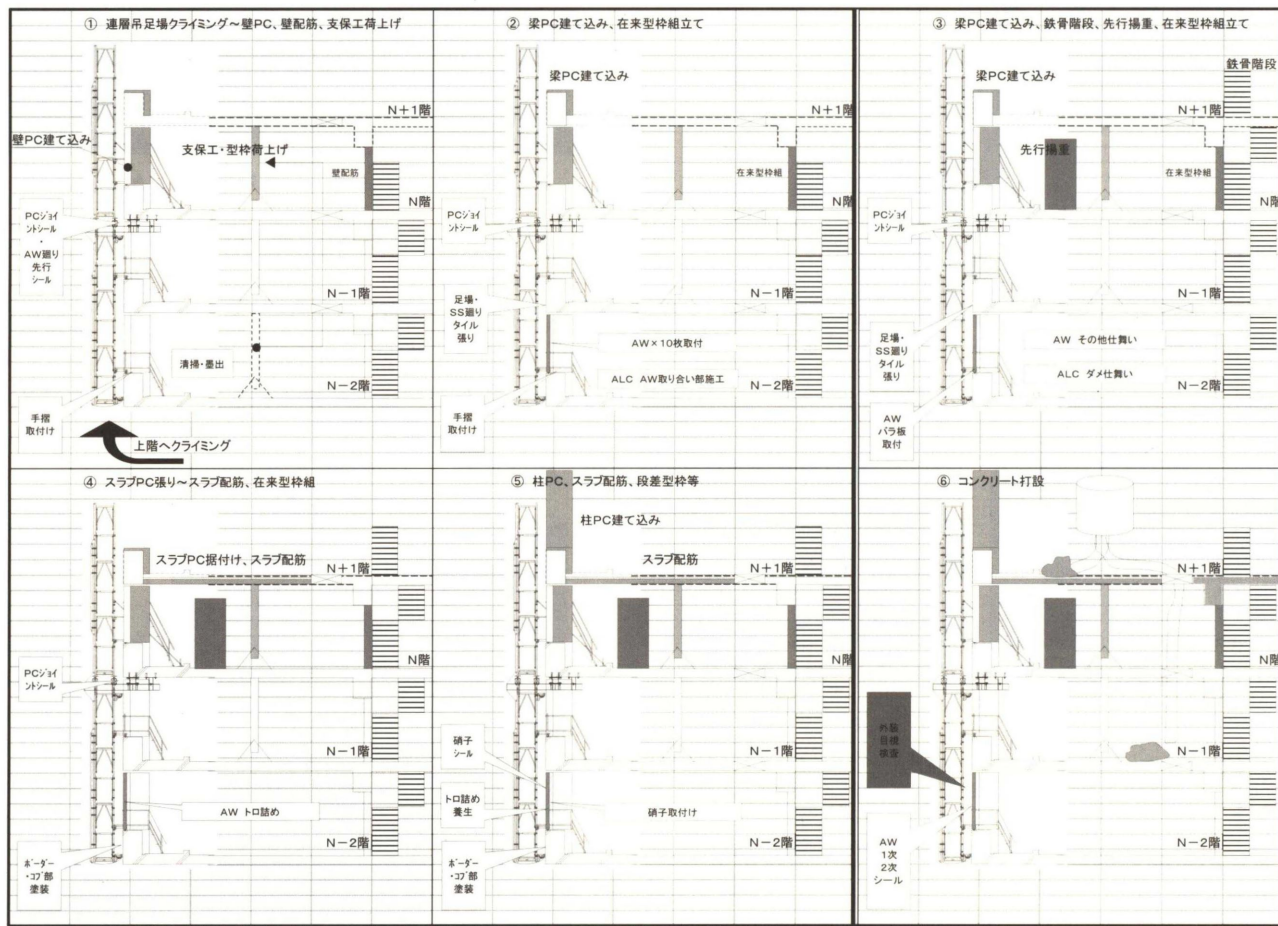 ① 連層吊足場クライミング～壁PC、壁配筋、支保工荷上げ
N+1階
壁PC建て込み
支保工・型枠荷上げ
壁配筋
N階
PCジョイ
ントシール
・
AW廻り
先行
シール
N－1階
清掃・墨出
N－2階
手摺
取付け
上階へクライミング
② 梁PC建て込み、在来型枠組立て
梁PC建て込み
N+1階
在来型枠組
N階
PCジョイ
ントシール
N－1階
足場・
SS廻り
タイル
張り
AW×10枚取付
ALC AW取り合い部施工
N－2階
手摺
取付け
③ 梁PC建て込み、鉄骨階段、先行揚重、在来型枠組立て
鉄骨階段
梁PC建て込み
N+1階
先行揚重
在来型枠組
N階
PCジョイ
ントシール
N－1階
足場・
SS廻り
タイル
張り
AW その他仕舞い
ALC ダメ仕舞い
N－2階
AW
バラ板
取付
④ スラブPC張り～スラブ配筋、在来型枠組
スラブPC据付け、スラブ配筋
N+1階
N階
PCジョイ
ントシール
N－1階
AW トロ詰め
N－2階
ボーダー
・コブ部
塗装
⑤ 柱PC、スラブ配筋、段差型枠等
柱PC建て込み
スラブ配筋
N+1階
N階
硝子
シール
N－1階
トロ詰め
養生
硝子取付け
N－2階
ボーダー
・コブ部
塗装
⑥ コンクリート打設
N+1階
N階
外装
目視
検査
N－1階
N－2階
AW
1次
2次
シール